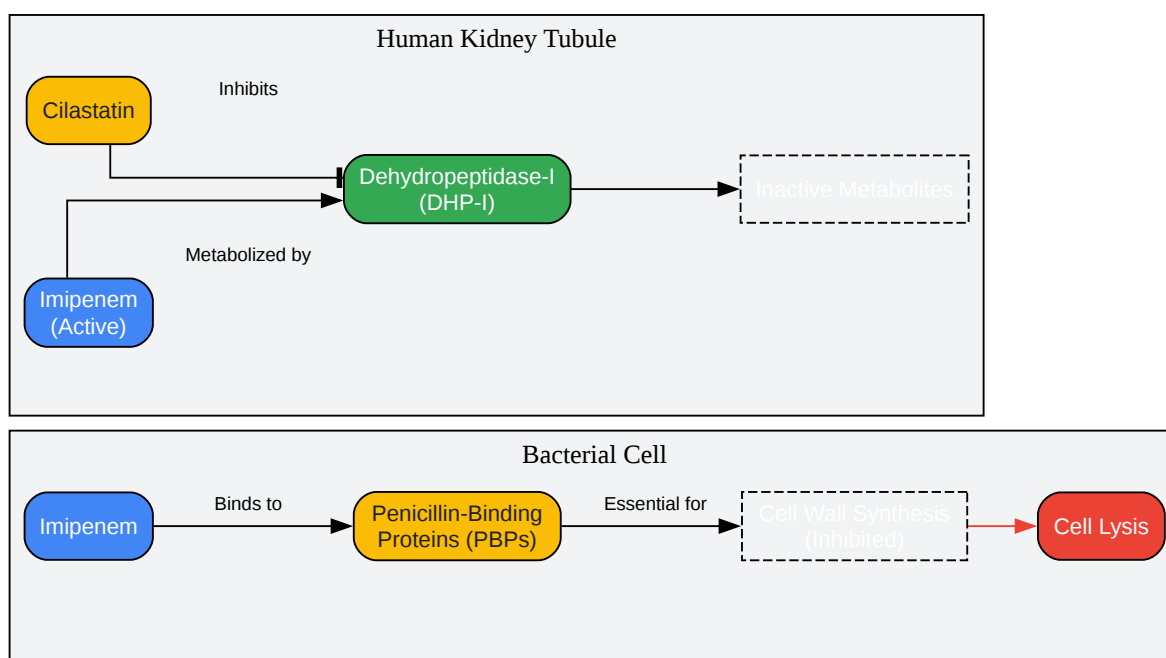 Human Kidney Tubule
Inhibits
Cilastatin
Dehydropeptidase-I
(DHP-I)
Inactive Metabolites
Metabolized by
Imipenem
(Active)
Bacterial Cell
Imipenem
Binds to
Penicillin-Binding
Proteins (PBPs)
Essential for
Cell Wall Synthesis
(Inhibited)
Cell Lysis